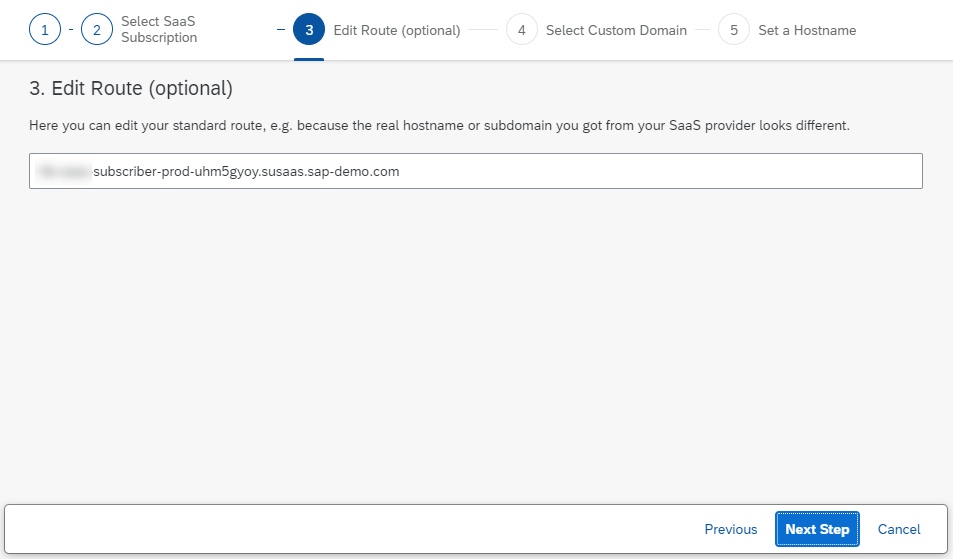 1 - 2 Select SaaS
Subscription
– 3 Edit Route (optional)
4 Select Custom Domain
5 Set a Hostname
3. Edit Route (optional)
Here you can edit your standard route, e.g. because the real hostname or subdomain you got from your SaaS provider looks different.
subscriber-prod-uhm5gyoy.susaas.sap-demo.com
Previous Next Step Cancel